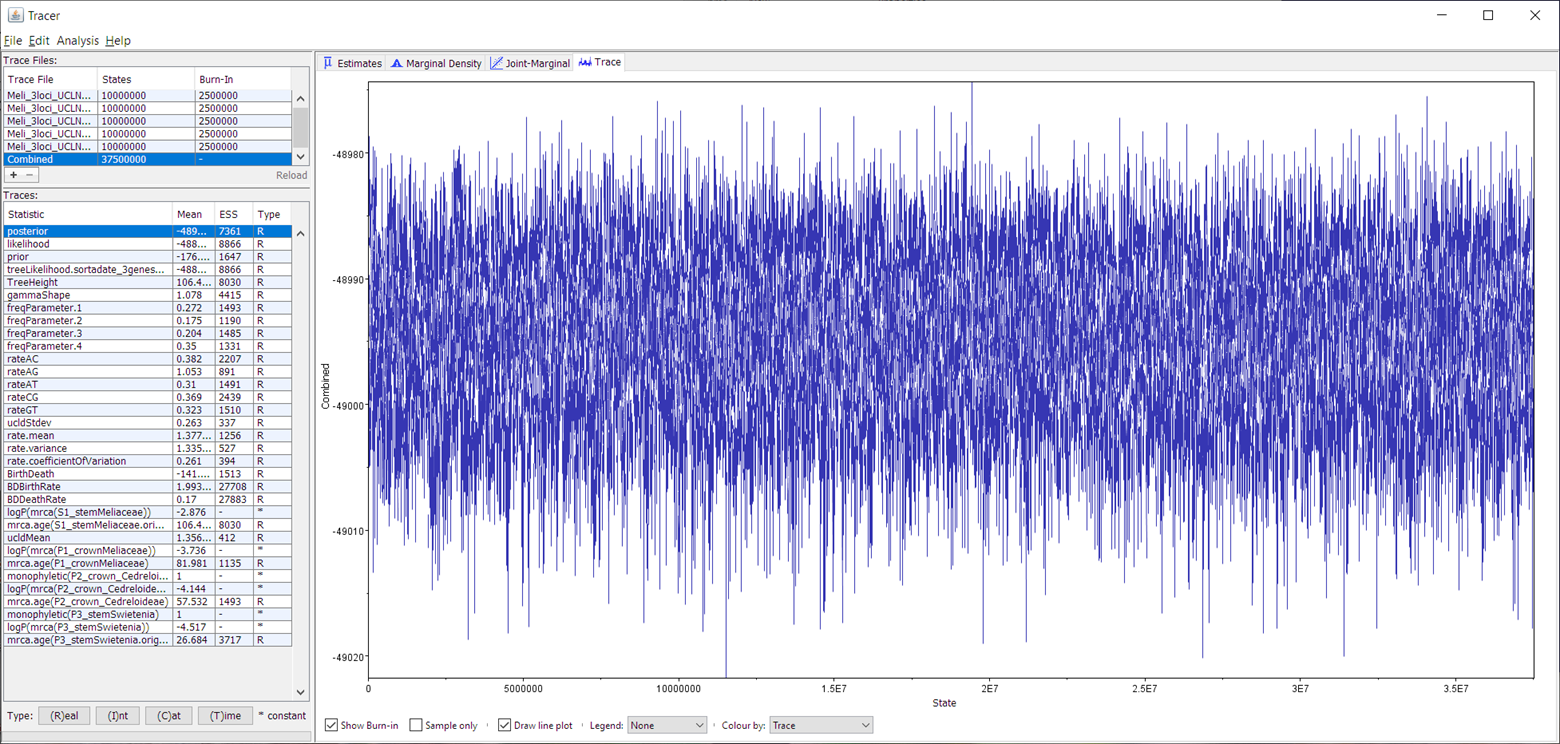 Tracer
File Edit Analysis Help
Trace Files:
Trace File States Burn-In
Meli_3loci_UCLN... 10000000 2500000
Meli_3loci_UCLN... 10000000 2500000
Meli_3loci_UCLN... 10000000 2500000
Meli_3loci_UCLN... 10000000 2500000
Meli_3loci_UCLN... 10000000 2500000
Combined 37500000 -
+ − Reload
Traces:
Statistic Mean ESS Type
posterior -489... 7361 R
likelihood -488... 8866 R
prior -176.... 1647 R
treeLikelihood.sortadate_3genes... -488... 8866 R
TreeHeight 106.4... 8030 R
gammaShape 1.078 4415 R
freqParameter.1 0.272 1493 R
freqParameter.2 0.175 1190 R
freqParameter.3 0.204 1485 R
freqParameter.4 0.35 1331 R
rateAC 0.382 2207 R
rateAG 1.053 891 R
rateAT 0.31 1491 R
rateCG 0.369 2439 R
rateGT 0.323 1510 R
ucldStdev 0.263 337 R
rate.mean 1.377... 1256 R
rate.variance 1.335... 527 R
rate.coefficientOfVariation 0.261 394 R
BirthDeath -141.... 1513 R
BDBirthRate 1.993... 27708 R
BDDeathRate 0.17 27883 R
logP(mrca(S1_stemMeliaceae)) -2.876 - *
mrca.age(S1_stemMeliaceae.ori... 106.4... 8030 R
ucldMean 1.356... 412 R
logP(mrca(P1_crownMeliaceae)) -3.736 - *
mrca.age(P1_crownMeliaceae) 81.981 1135 R
monophyletic(P2_crown_Cedreloi... 1 - *
logP(mrca(P2_crown_Cedreloide... -4.144 - *
mrca.age(P2_crown_Cedreloideae) 57.532 1493 R
monophyletic(P3_stemSwietenia) 1 - *
logP(mrca(P3_stemSwietenia)) -4.517 - *
mrca.age(P3_stemSwietenia.orig... 26.684 3717 R
Type: (R)eal (I)nt (C)at (T)ime * constant
Estimates Marginal Density Joint-Marginal Trace
Combined
-48980
-48990
-49000
-49010
-49020
0 5000000 10000000 1.5E7 2E7 2.5E7 3E7 3.5E7
State
Show Burn-in Sample only Draw line plot Legend: None Colour by: Trace